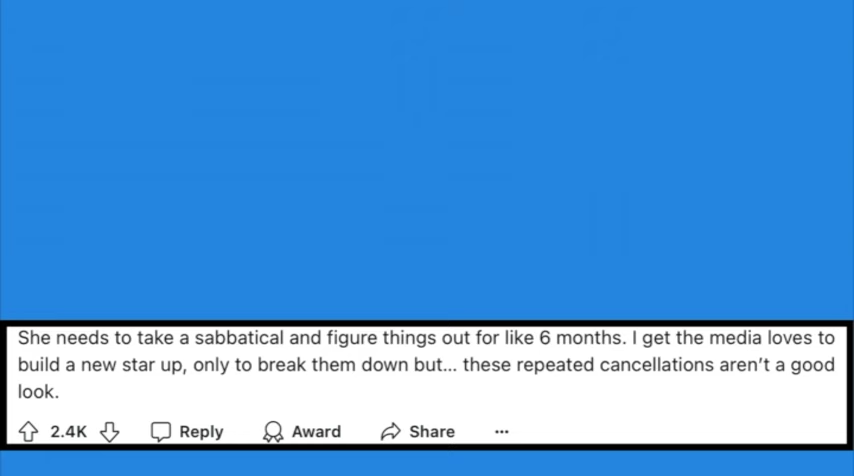 She needs to take a sabbatical and figure things out for like 6 months. I get the media loves to
build a new star up, only to break them down but... these repeated cancellations aren't a good
look.
2.4K Reply Award Share ...